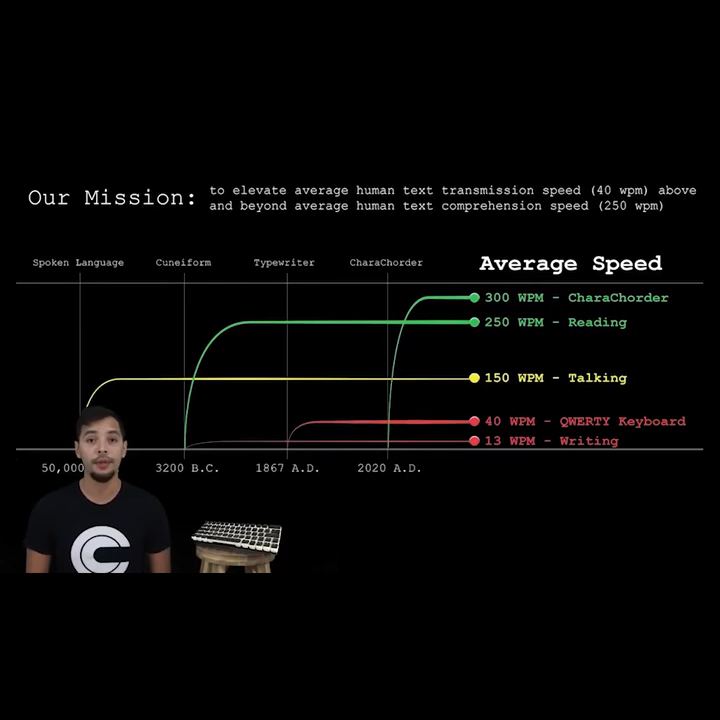 Our Mission:
to elevate average human text transmission speed (40 wpm) above
and beyond average human text comprehension speed (250 wpm)
Spoken Language
Cuneiform
Typewriter
CharaChorder
Average Speed
300 WPM - CharaChorder
250 WPM - Reading
150 WPM - Talking
40 WPM - QWERTY Keyboard
13 WPM - Writing
50,000
3200 B.C.
1867 A.D.
2020 A.D.